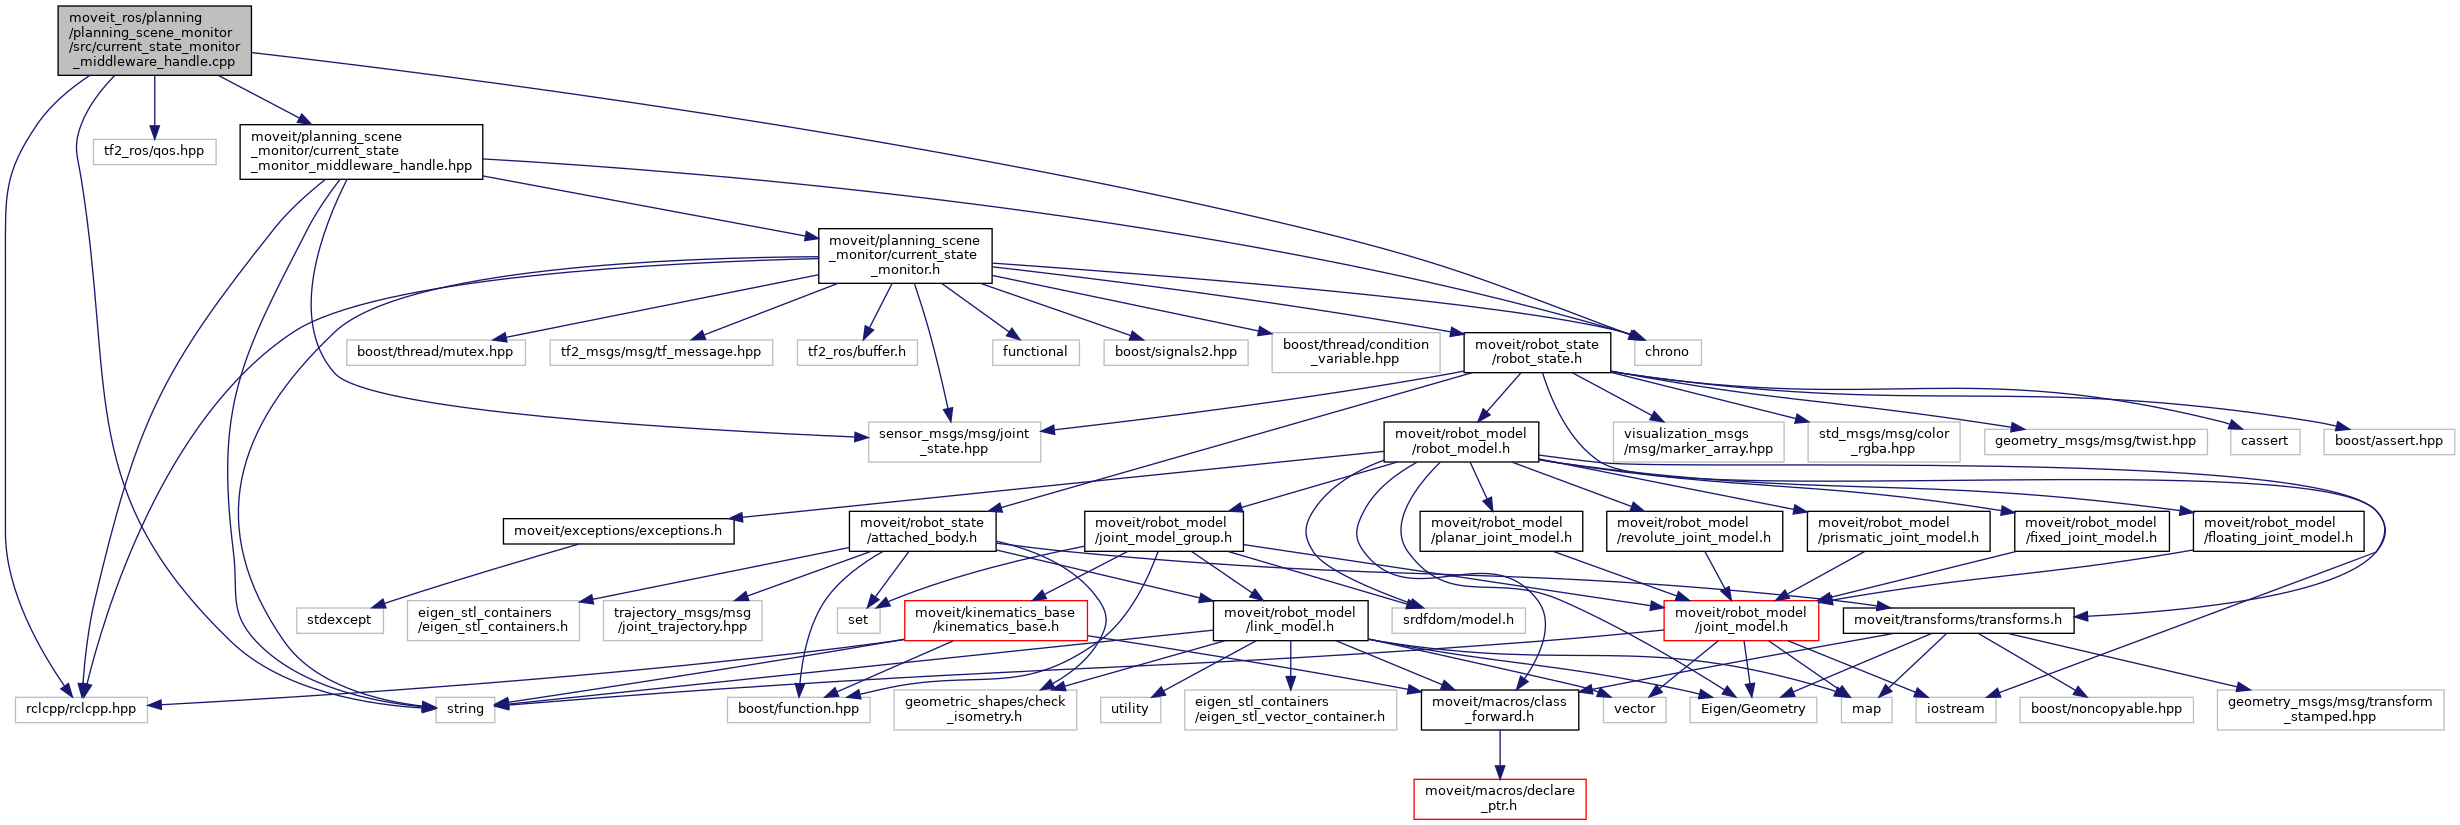 moveit_ros/planning
/planning_scene_monitor
/src/current_state_monitor
_middleware_handle.cpp
tf2_ros/qos.hpp
moveit/planning_scene
_monitor/current_state
_monitor_middleware_handle.hpp
moveit/planning_scene
_monitor/current_state
_monitor.h
boost/thread/mutex.hpp
tf2_msgs/msg/tf_message.hpp
tf2_ros/buffer.h
functional
boost/signals2.hpp
boost/thread/condition
_variable.hpp
moveit/robot_state
/robot_state.h
chrono
sensor_msgs/msg/joint
_state.hpp
moveit/robot_model
/robot_model.h
visualization_msgs
/msg/marker_array.hpp
std_msgs/msg/color
_rgba.hpp
geometry_msgs/msg/twist.hpp
cassert
boost/assert.hpp
moveit/exceptions/exceptions.h
moveit/robot_state
/attached_body.h
moveit/robot_model
/joint_model_group.h
moveit/robot_model
/planar_joint_model.h
moveit/robot_model
/revolute_joint_model.h
moveit/robot_model
/prismatic_joint_model.h
moveit/robot_model
/fixed_joint_model.h
moveit/robot_model
/floating_joint_model.h
stdexcept
eigen_stl_containers
/eigen_stl_containers.h
trajectory_msgs/msg
/joint_trajectory.hpp
set
moveit/kinematics_base
/kinematics_base.h
moveit/robot_model
/link_model.h
srdfdom/model.h
moveit/robot_model
/joint_model.h
moveit/transforms/transforms.h
rclcpp/rclcpp.hpp
string
boost/function.hpp
geometric_shapes/check
_isometry.h
utility
eigen_stl_containers
/eigen_stl_vector_container.h
moveit/macros/class
_forward.h
vector
Eigen/Geometry
map
iostream
boost/noncopyable.hpp
geometry_msgs/msg/transform
_stamped.hpp
moveit/macros/declare
_ptr.h